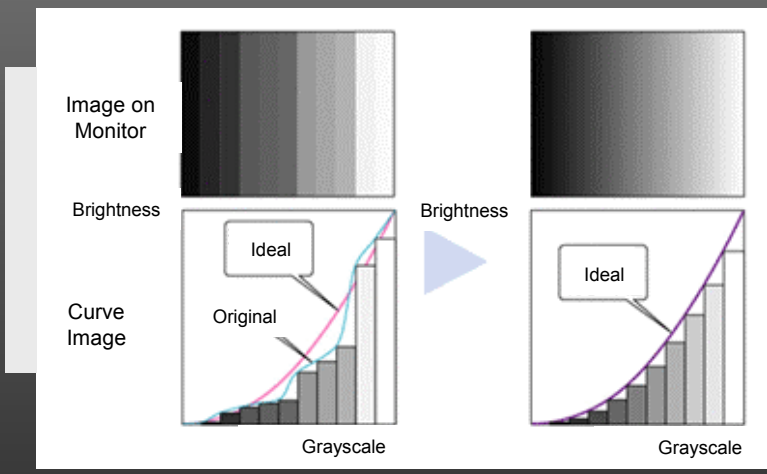 Image on
Monitor
Brightness
Brightness
Ideal
Ideal
Original
Curve
Image
Grayscale
Grayscale